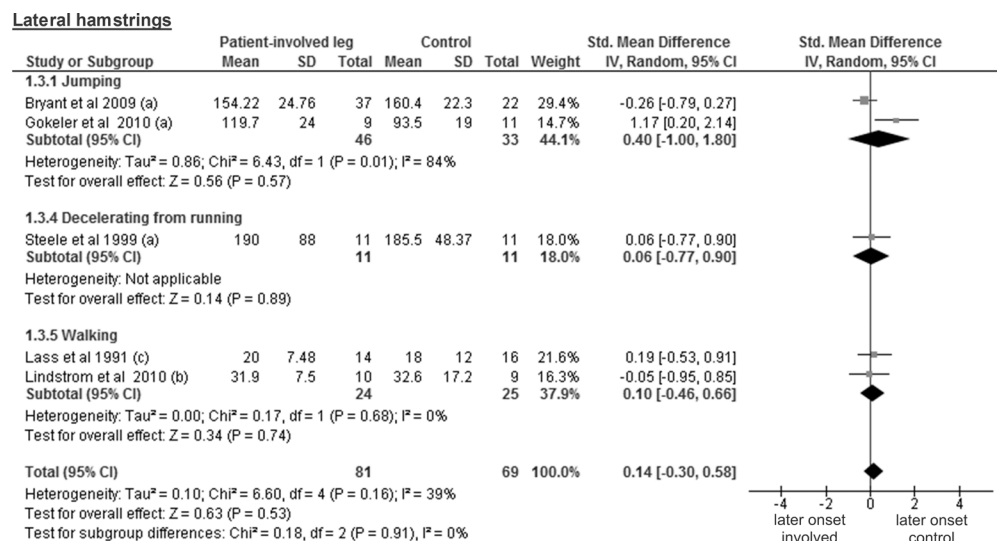 Lateral hamstrings
Patient-involved leg Control Std. Mean Difference Std. Mean Difference
Study or Subgroup Mean SD Total Mean SD Total Weight IV, Random, 95% CI IV, Random, 95% CI
1.3.1 Jumping
Bryant et al 2009 (a) 154.22 24.76 37 160.4 22.3 22 29.4% -0.26 [-0.79, 0.27]
Gokeler et al 2010 (a) 119.7 24 9 93.5 19 11 14.7% 1.17 [0.20, 2.14]
Subtotal (95% CI) 46 33 44.1% 0.40 [-1.00, 1.80]
Heterogeneity: Tau² = 0.86; Chi² = 6.43, df = 1 (P = 0.01); I² = 84%
Test for overall effect: Z = 0.56 (P = 0.57)
1.3.4 Decelerating from running
Steele et al 1999 (a) 190 88 11 185.5 48.37 11 18.0% 0.06 [-0.77, 0.90]
Subtotal (95% CI) 11 11 18.0% 0.06 [-0.77, 0.90]
Heterogeneity: Not applicable
Test for overall effect: Z = 0.14 (P = 0.89)
1.3.5 Walking
Lass et al 1991 (c) 20 7.48 14 18 12 16 21.6% 0.19 [-0.53, 0.91]
Lindstrom et al 2010 (b) 31.9 7.5 10 32.6 17.2 9 16.3% -0.05 [-0.95, 0.85]
Subtotal (95% CI) 24 25 37.9% 0.10 [-0.46, 0.66]
Heterogeneity: Tau² = 0.00; Chi² = 0.17, df = 1 (P = 0.68); I² = 0%
Test for overall effect: Z = 0.34 (P = 0.74)
Total (95% CI) 81 69 100.0% 0.14 [-0.30, 0.58]
Heterogeneity: Tau² = 0.10; Chi² = 6.60, df = 4 (P = 0.16); I² = 39%
Test for overall effect: Z = 0.63 (P = 0.53)
Test for subgroup differences: Chi² = 0.18, df = 2 (P = 0.91), I² = 0%
-4 -2 0 2 4
later onset later onset
involved control